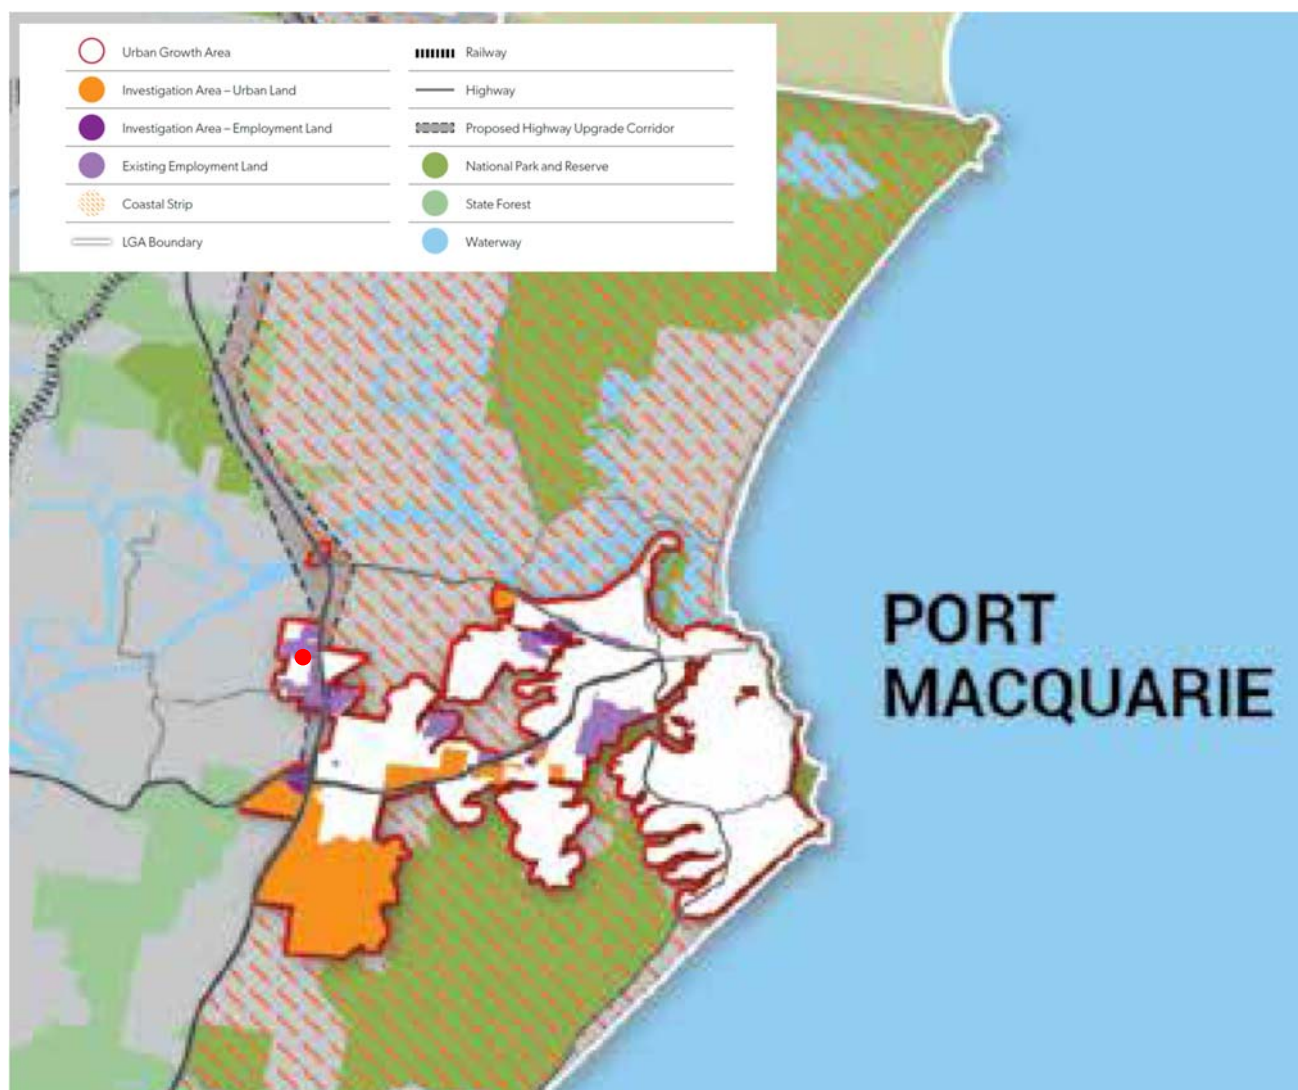 Urban Growth Area
Investigation Area – Urban Land
Investigation Area – Employment Land
Existing Employment Land
Coastal Strip
LGA Boundary
Railway
Highway
Proposed Highway Upgrade Corridor
National Park and Reserve
State Forest
Waterway
PORT
MACQUARIE